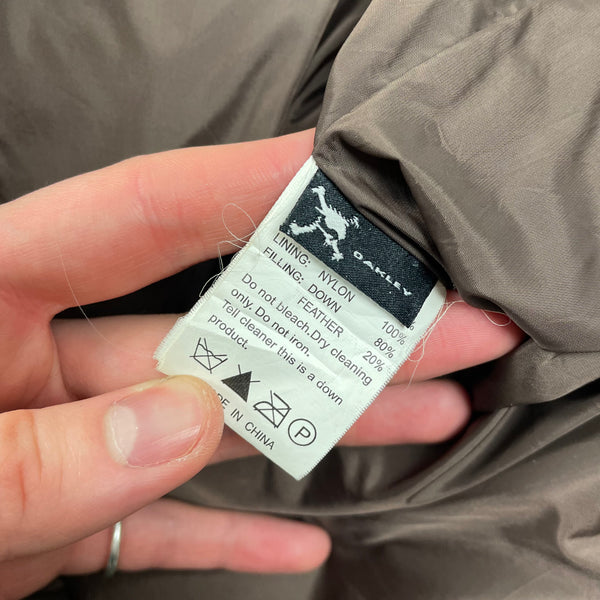 OAKLEY
LINING: NYLON 100%
FILLING: DOWN 80%
FEATHER 20%
Do not bleach.Dry cleaning
only. Do not iron.
Tell cleaner this is a down
product.
P
IN CHINA